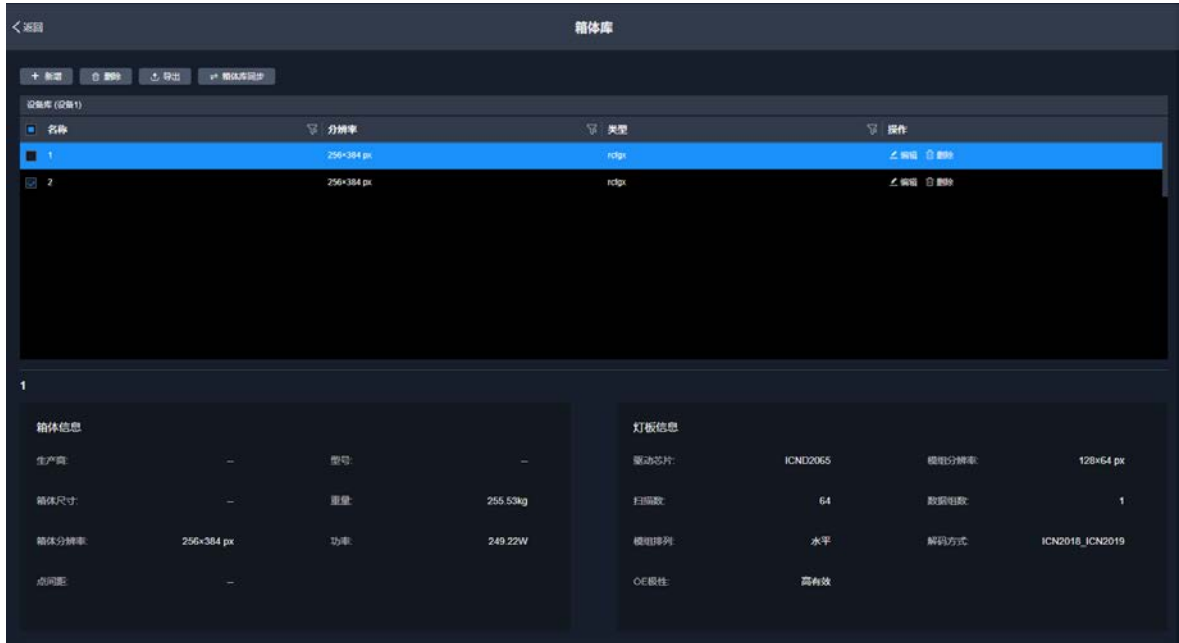 返回 箱体库
+ 新增 删除 导出 箱体库同步
设备库 (设备1)
名称 分辨率 类型 操作
1 256×384 px rcfgx 编辑 删除
2 256×384 px rcfgx 编辑 删除
1
箱体信息 灯板信息
生产商: -- 型号: -- 驱动芯片: ICND2065 模组分辨率: 128×64 px
箱体尺寸: -- 重量: 255.53kg 扫描数: 64 数据组数: 1
箱体分辨率: 256×384 px 功率: 249.22W 模组排列: 水平 解码方式: ICN2018_ICN2019
点间距: -- OE极性: 高有效